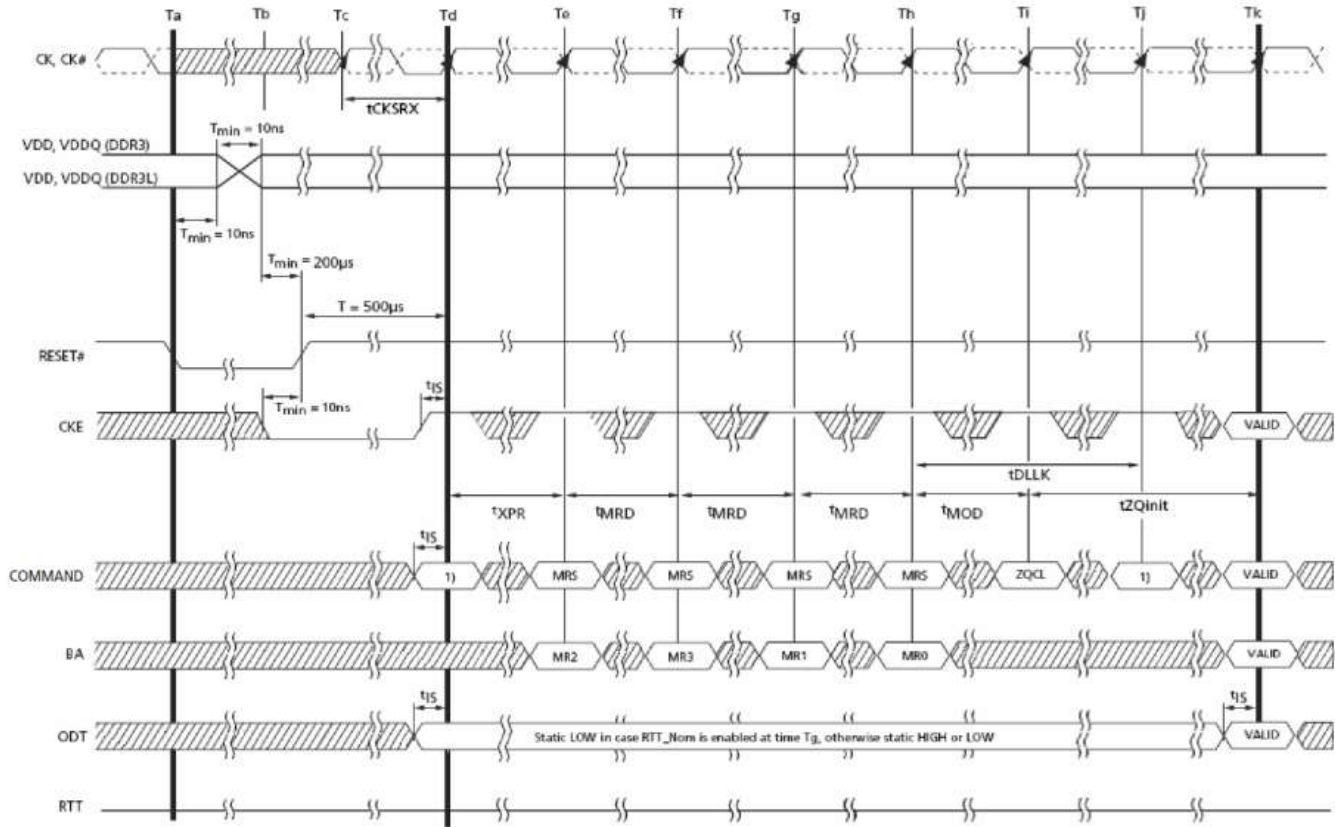 Ta Tb Tc Td Te Tf Tg Th Ti Tj Tk
CK, CK#
tCKSRX
Tmin = 10ns
VDD, VDDQ (DDR3)
VDD, VDDQ (DDR3L)
Tmin = 10ns
Tmin = 200μs
T = 500μs
RESET#
tIS
Tmin = 10ns
CKE VALID
tDLLK
tXPR tMRD tMRD tMRD tMOD tZQinit
tIS
COMMAND 1) MRS MRS MRS MRS ZQCL 1) VALID
BA MR2 MR3 MR1 MR0 VALID
tIS tIS
ODT Static LOW in case RTT_Nom is enabled at time Tg, otherwise static HIGH or LOW VALID
RTT